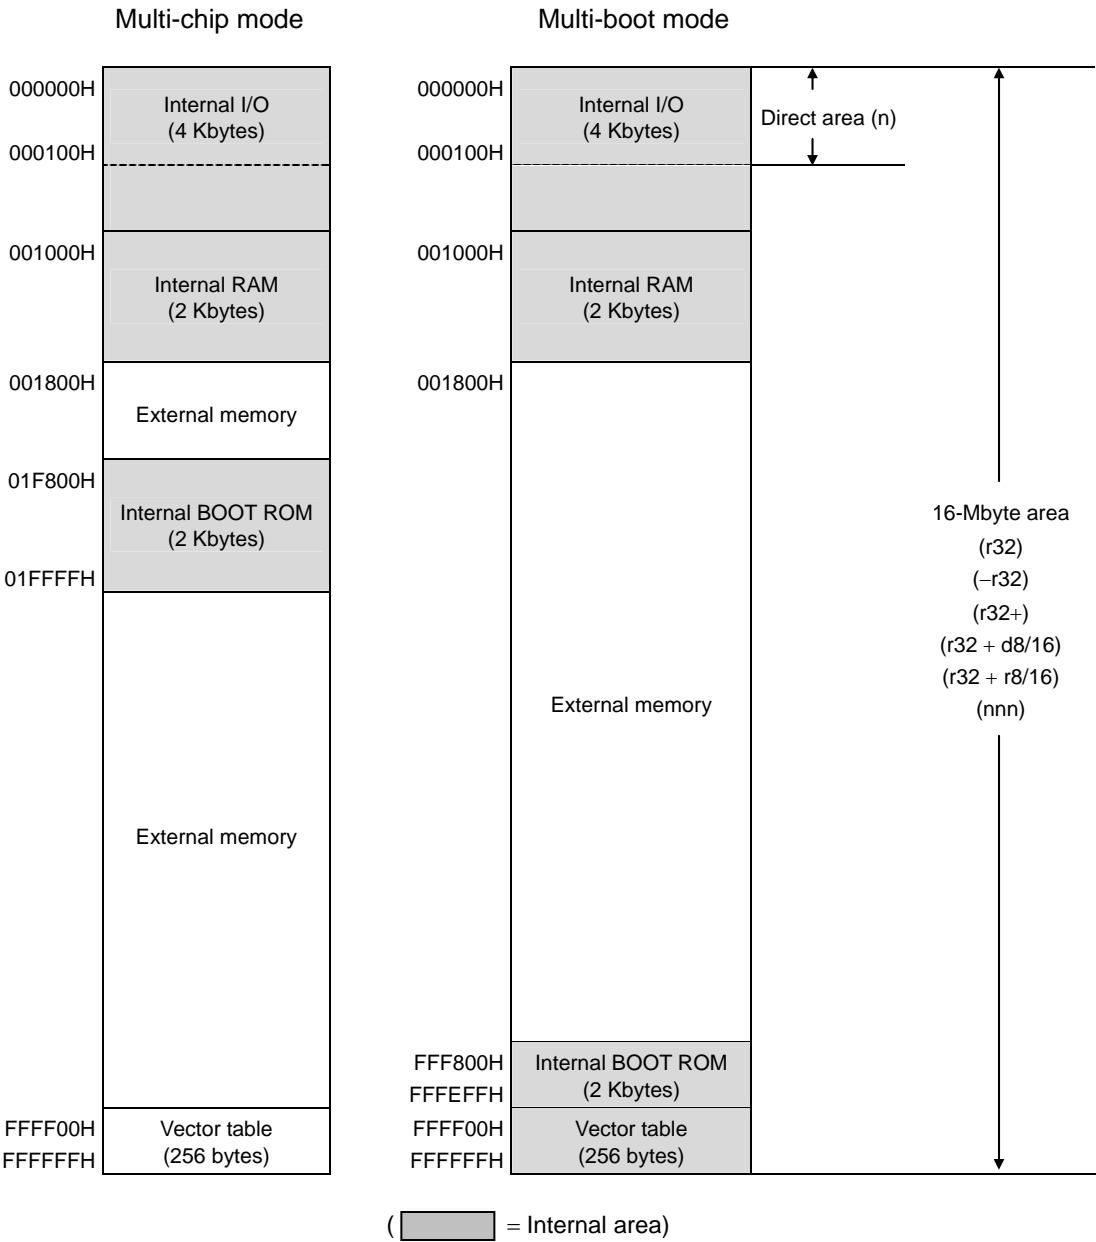 Multi-chip mode
000000H
Internal I/O
(4 Kbytes)
000100H
001000H
Internal RAM
(2 Kbytes)
001800H
External memory
01F800H
Internal BOOT ROM
(2 Kbytes)
01FFFFH
External memory
FFFF00H
Vector table
(256 bytes)
FFFFFFH
Multi-boot mode
000000H
Internal I/O
(4 Kbytes)
000100H
001000H
Internal RAM
(2 Kbytes)
001800H
External memory
FFF800H
Internal BOOT ROM
(2 Kbytes)
FFFEFFH
FFFF00H
Vector table
(256 bytes)
FFFFFFH
Direct area (n)
16-Mbyte area
(r32)
(−r32)
(r32+)
(r32 + d8/16)
(r32 + r8/16)
(nnn)
( = Internal area)